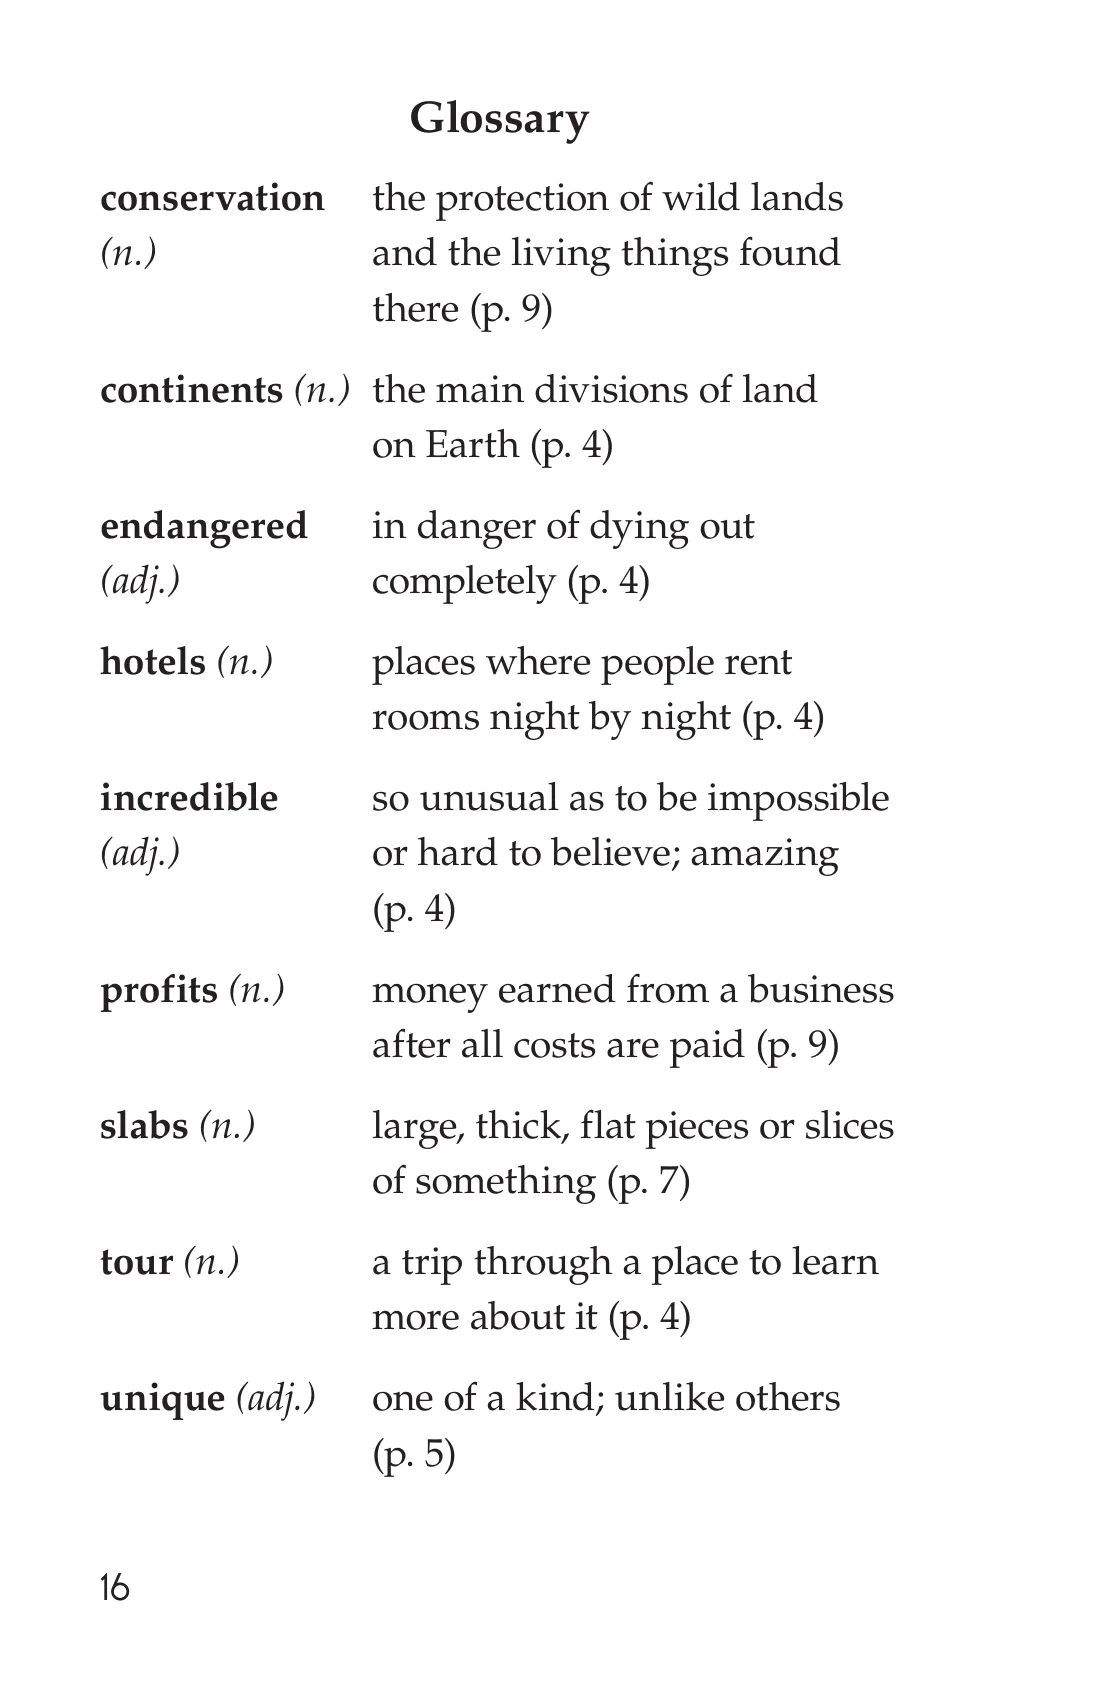 Glossary
conservation the protection of wild lands
(n.) and the living things found
there (p. 9)
continents (n.) the main divisions of land
on Earth (p. 4)
endangered in danger of dying out
(adj.) completely (p. 4)
hotels (n.) places where people rent
rooms night by night (p. 4)
incredible so unusual as to be impossible
(adj.) or hard to believe; amazing
(p. 4)
profits (n.) money earned from a business
after all costs are paid (p. 9)
slabs (n.) large, thick, flat pieces or slices
of something (p. 7)
tour (n.) a trip through a place to learn
more about it (p. 4)
unique (adj.) one of a kind; unlike others
(p. 5)
16